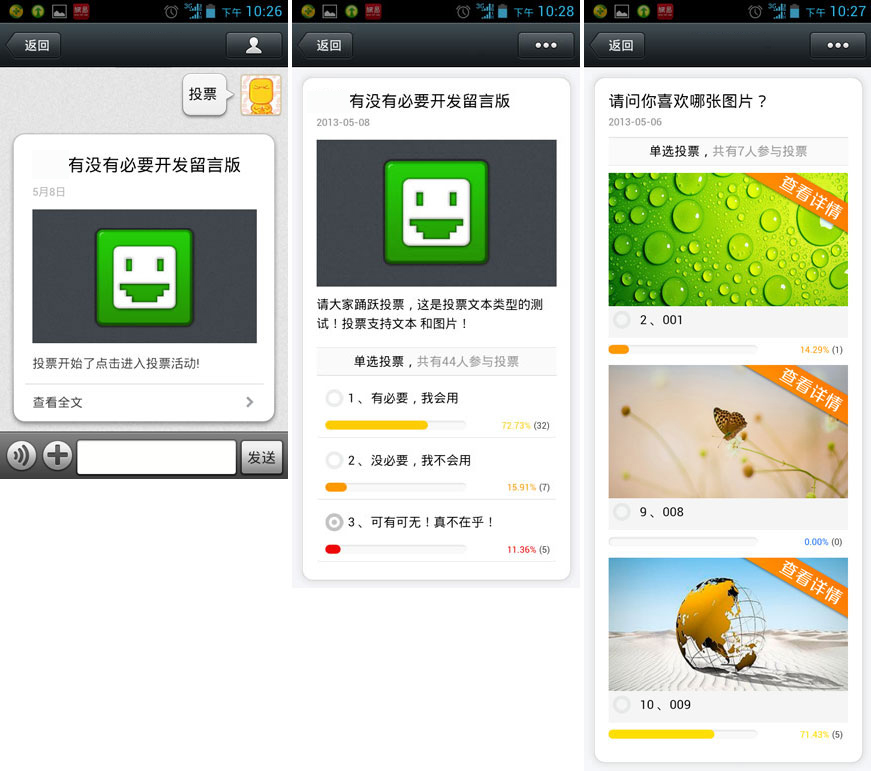 下午 10:26
返回
投票
有没有必要开发留言版
5月8日
投票开始了点击进入投票活动!
查看全文
发送
3G
下午 10:28
返回
有没有必要开发留言版
2013-05-08
请大家踊跃投票，这是投票文本类型的测
试！投票支持文本 和图片！
单选投票，共有44人参与投票
1、有必要，我会用
72.73% (32)
2、没必要，我不会用
15.91% (7)
3、可有可无！真不在乎！
11.36% (5)
3G
下午 10:27
返回
请问你喜欢哪张图片？
2013-05-06
单选投票，共有7人参与投票
查看详情
2、001
14.29% (1)
查看详情
9、008
0.00% (0)
查看详情
10、009
71.43% (5)